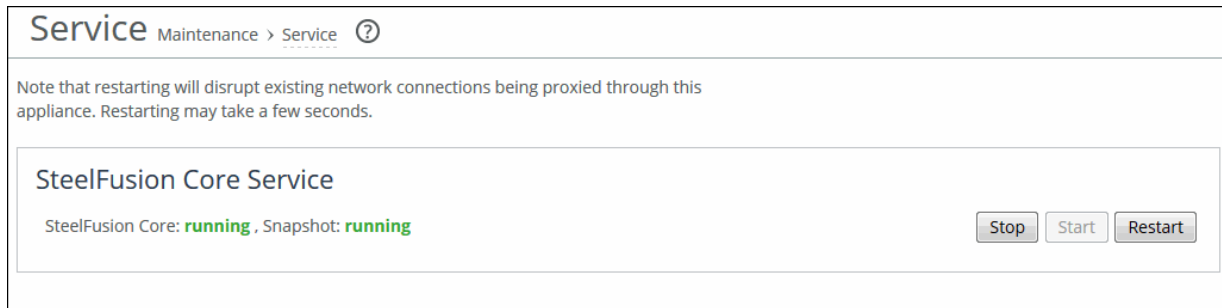 Service Maintenance › Service ?
Note that restarting will disrupt existing network connections being proxied through this
appliance. Restarting may take a few seconds.
SteelFusion Core Service
SteelFusion Core: running , Snapshot: running Stop Start Restart